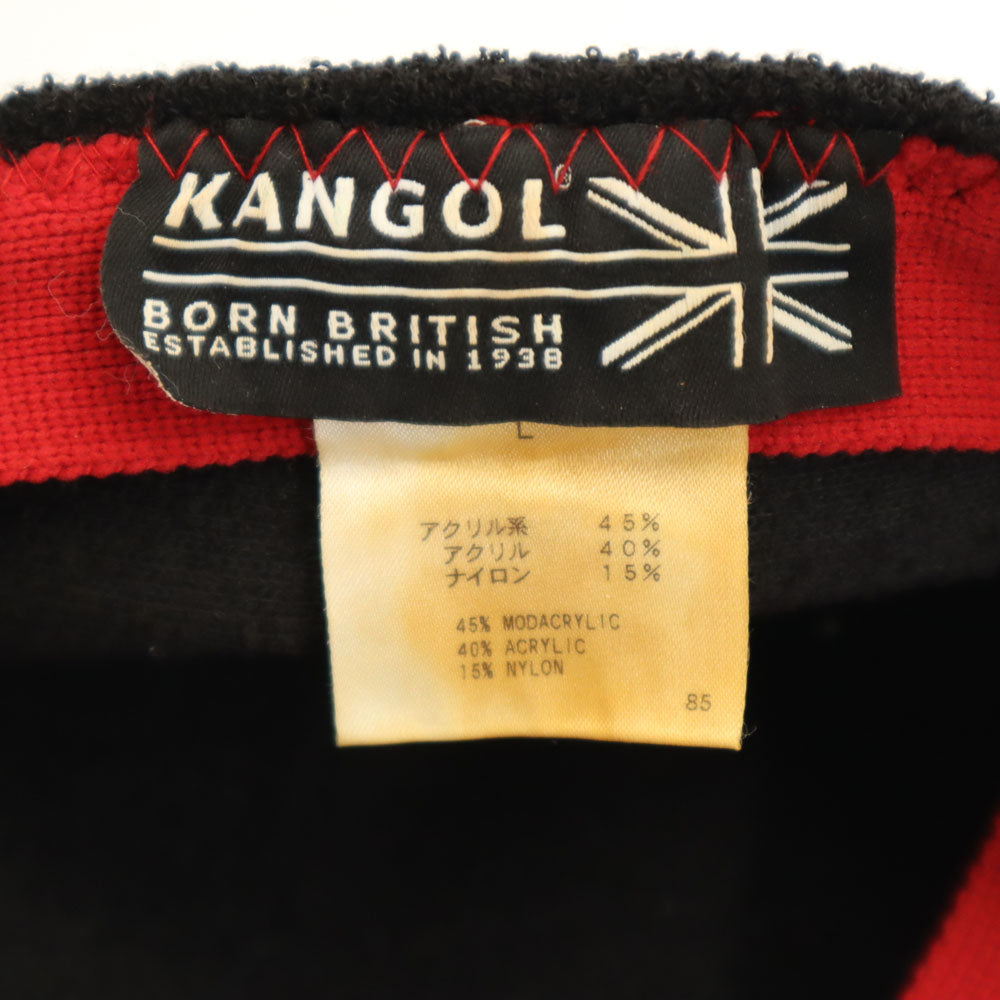 KANGOL®
BORN BRITISH
ESTABLISHED IN 1938
L
アクリル系 45%
アクリル 40%
ナイロン 15%
45% MODACRYLIC
40% ACRYLIC
15% NYLON
85